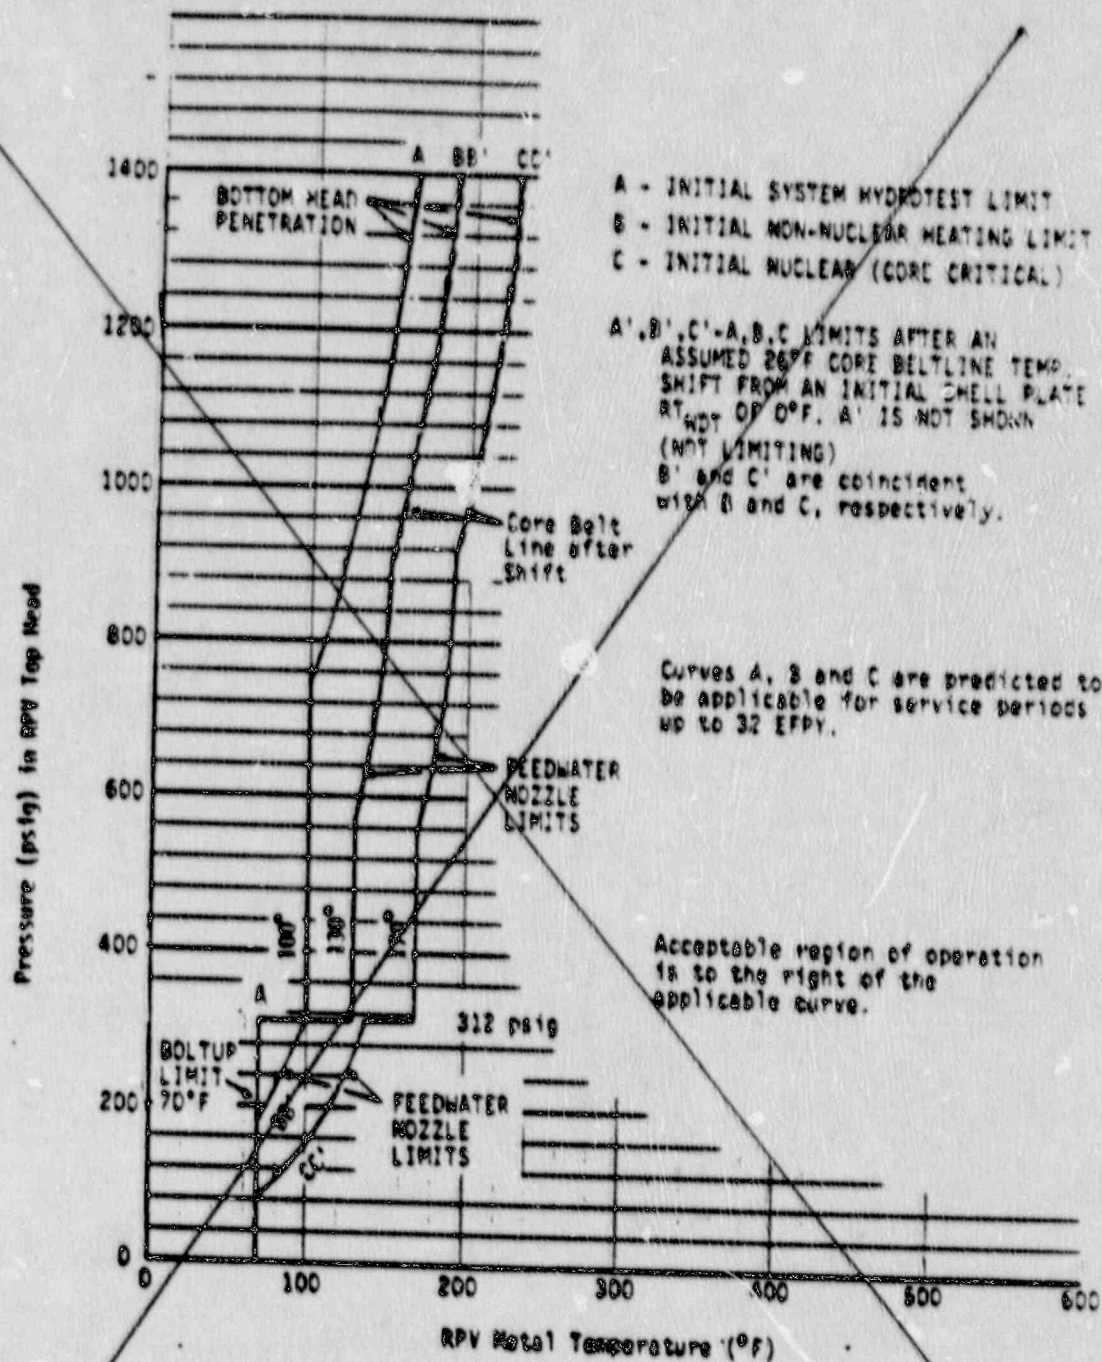 1400
1200
1000
800
600
400
200
0
0
100
200
300
400
500
600
Pressure (psig) in RPV Top Head
RPV Metal Temperature (°F)
A BB' CC'
BOTTOM HEAD
PENETRATION
A - INITIAL SYSTEM HYDROTEST LIMIT
B - INITIAL NON-NUCLEAR HEATING LIMIT
C - INITIAL NUCLEAR (CORE CRITICAL)
A',B',C'-A,B,C LIMITS AFTER AN
ASSUMED 26°F CORE BELTLINE TEMP.
SHIFT FROM AN INITIAL SHELL PLATE
RT NDT OF 0°F. A' IS NOT SHOWN
(NOT LIMITING)
B' and C' are coincident
with B and C, respectively.
Core Belt
Line after
Shift
Curves A, B and C are predicted to
be applicable for service periods
up to 32 EFPY.
FEEDWATER
NOZZLE
LIMITS
100°
130°
170°
Acceptable region of operation
is to the right of the
applicable curve.
A
312 psig
BOLTUP
LIMIT
70°F
BB'
CC'
FEEDWATER
NOZZLE
LIMITS